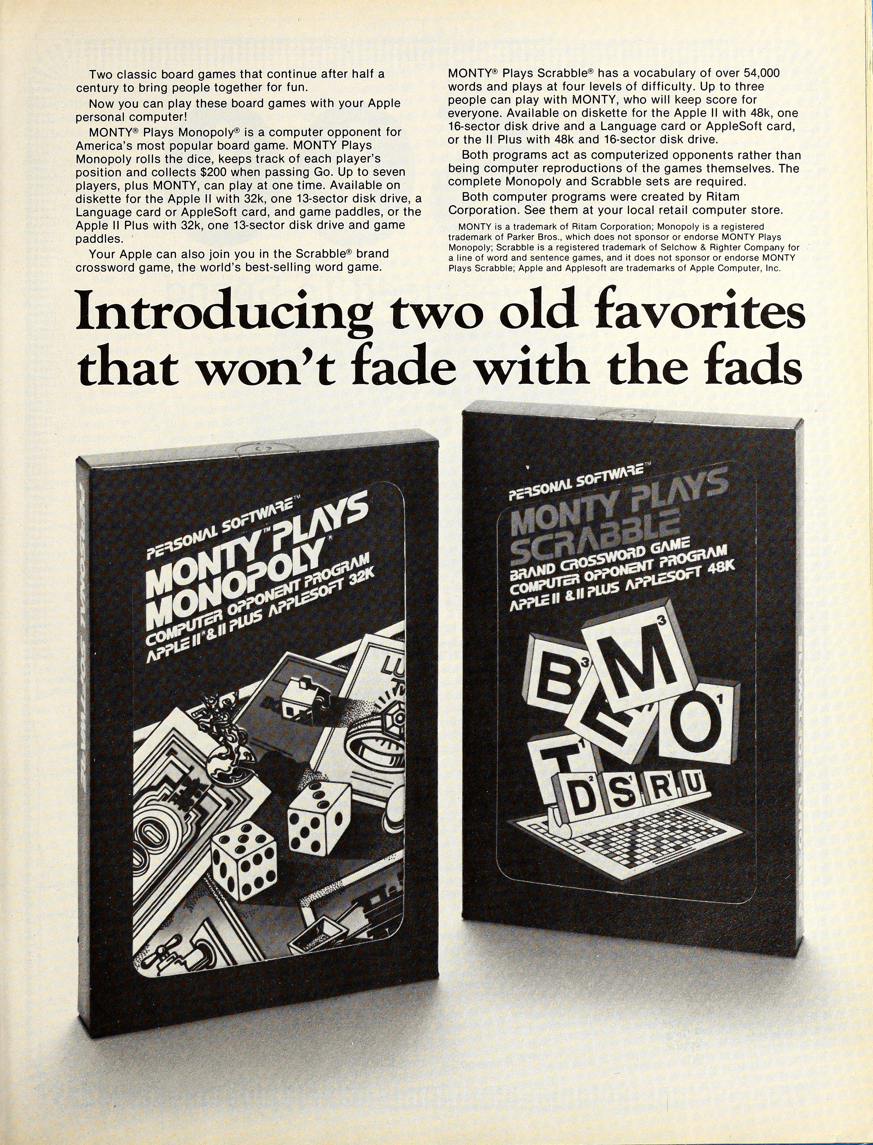 Two classic board games that continue after half a
century to bring people together for fun.
Now you can play these board games with your Apple
personal computer!
MONTY® Plays Monopoly® is a computer opponent for
America's most popular board game. MONTY Plays
Monopoly rolls the dice, keeps track of each player's
position and collects $200 when passing Go. Up to seven
players, plus MONTY, can play at one time. Available on
diskette for the Apple II with 32k, one 13-sector disk drive, a
Language card or AppleSoft card, and game paddles, or the
Apple II Plus with 32k, one 13-sector disk drive and game
paddles.
Your Apple can also join you in the Scrabble® brand
crossword game, the world's best-selling word game.
MONTY® Plays Scrabble® has a vocabulary of over 54,000
words and plays at four levels of difficulty. Up to three
people can play with MONTY, who will keep score for
everyone. Available on diskette for the Apple II with 48k, one
16-sector disk drive and a Language card or AppleSoft card,
or the II Plus with 48k and 16-sector disk drive.
Both programs act as computerized opponents rather than
being computer reproductions of the games themselves. The
complete Monopoly and Scrabble sets are required.
Both computer programs were created by Ritam
Corporation. See them at your local retail computer store.
MONTY is a trademark of Ritam Corporation; Monopoly is a registered
trademark of Parker Bros., which does not sponsor or endorse MONTY Plays
Monopoly; Scrabble is a registered trademark of Selchow & Righter Company for
a line of word and sentence games, and it does not sponsor or endorse MONTY
Plays Scrabble; Apple and Applesoft are trademarks of Apple Computer, Inc.
Introducing two old favorites
that won't fade with the fads
PERSONAL SOFTWARE™
MONTY™ PLAYS
MONOPOLY®
COMPUTER OPPONENT PROGRAM
APPLE II® & II PLUS APPLESOFT 32K
PERSONAL SOFTWARE
LU
PERSONAL SOFTWARE™
MONTY PLAYS
SCRABBLE
BRAND CROSSWORD GAME
COMPUTER OPPONENT PROGRAM
APPLE II & II PLUS APPLESOFT 48K
B3
M3
E
O1
T1
D2 S1 R1 U1